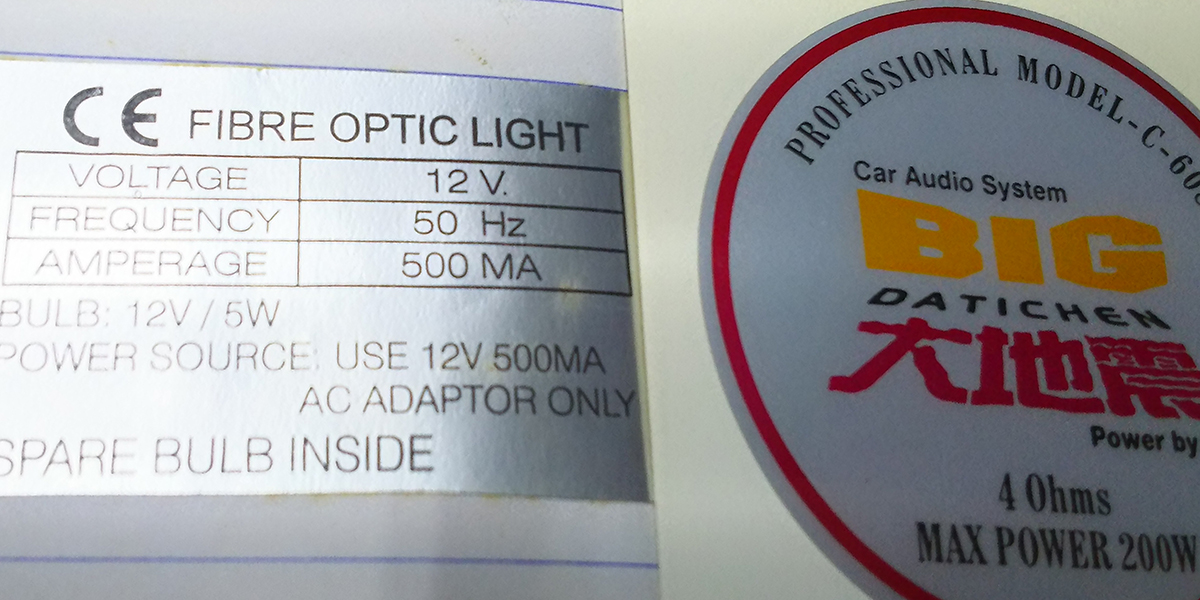 CE FIBRE OPTIC LIGHT
VOLTAGE 12 V.
FREQUENCY 50 Hz
AMPERAGE 500 MA
BULB: 12V / 5W
POWER SOURCE: USE 12V 500MA
AC ADAPTOR ONLY
SPARE BULB INSIDE
PROFESSIONAL MODEL-C-60
Car Audio System
BIG
DATICHEN
大地震
Power by
4 Ohms
MAX POWER 200W